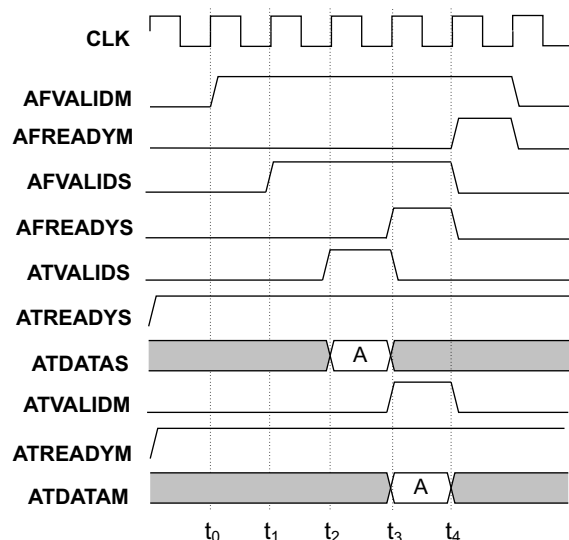 CLK
AFVALIDM
AFREADYM
AFVALIDS
AFREADYS
ATVALIDS
ATREADYS
ATDATAS A
ATVALIDM
ATREADYM
ATDATAM A
t0 t1 t2 t3 t4